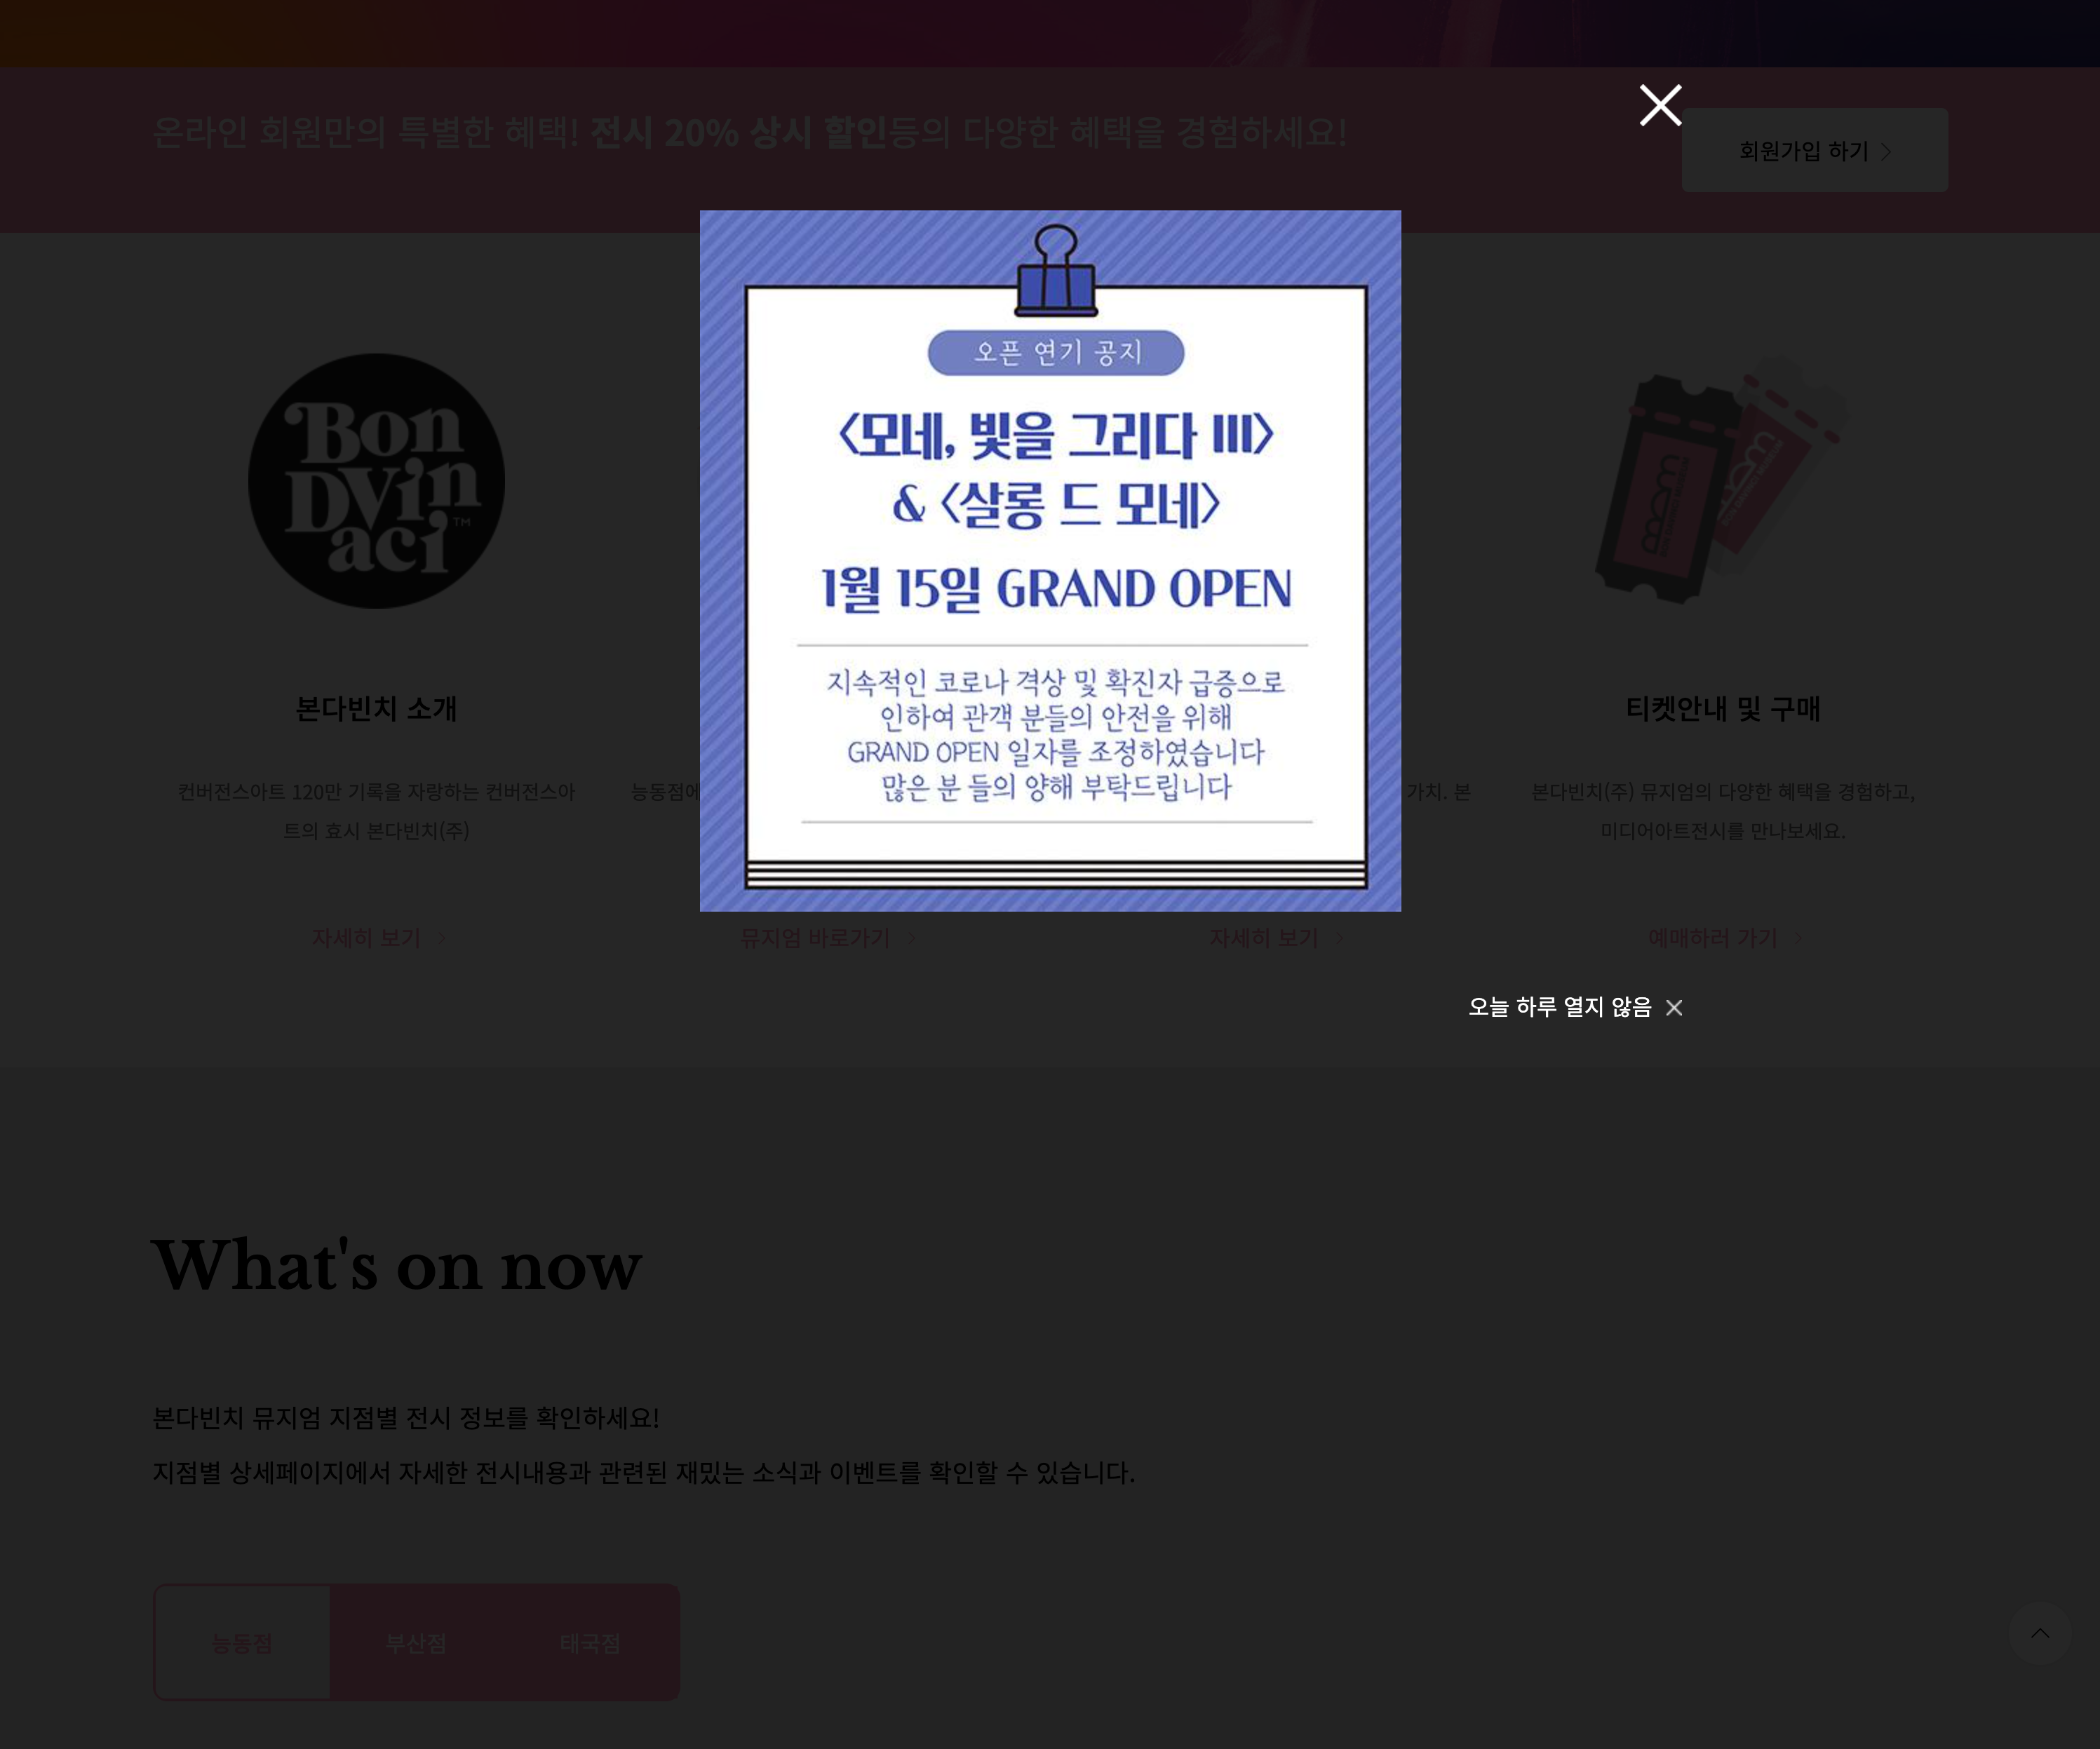 온라인 회원만의 특별한 혜택! 전시 20% 상시 할인등의 다양한 혜택을 경험하세요!
회원가입 하기
오픈 연기 공지
<모네, 빛을 그리다 III>
& <살롱 드 모네>
1월 15일 GRAND OPEN
지속적인 코로나 격상 및 확진자 급증으로
인하여 관객 분들의 안전을 위해
GRAND OPEN 일자를 조정하였습니다
많은 분 들의 양해 부탁드립니다
Bon
DVin
aci™
본다빈치 소개
컨버전스아트 120만 기록을 자랑하는 컨버전스아
트의 효시 본다빈치(주)
자세히 보기
능동점에
뮤지엄 바로가기
가치. 본
자세히 보기
티켓안내 및 구매
본다빈치(주) 뮤지엄의 다양한 혜택을 경험하고,
미디어아트전시를 만나보세요.
예매하러 가기
오늘 하루 열지 않음
What's on now
본다빈치 뮤지엄 지점별 전시 정보를 확인하세요!
지점별 상세페이지에서 자세한 전시내용과 관련된 재밌는 소식과 이벤트를 확인할 수 있습니다.
능동점
부산점
태국점